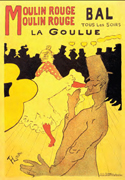 MOULIN ROUGE BAL
MOULIN ROUGE TOUS LES SOIRS
LA GOULUE